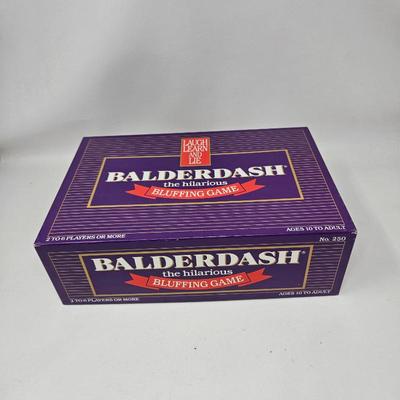 LAUGH
LEARN
AND
LIE
BALDERDASH®
the hilarious
BLUFFING GAME
2 TO 6 PLAYERS OR MORE
AGES 10 TO ADULT
No. 250
BALDERDASH®
the hilarious
BLUFFING GAME
2 TO 6 PLAYERS OR MORE
AGES 10 TO ADULT